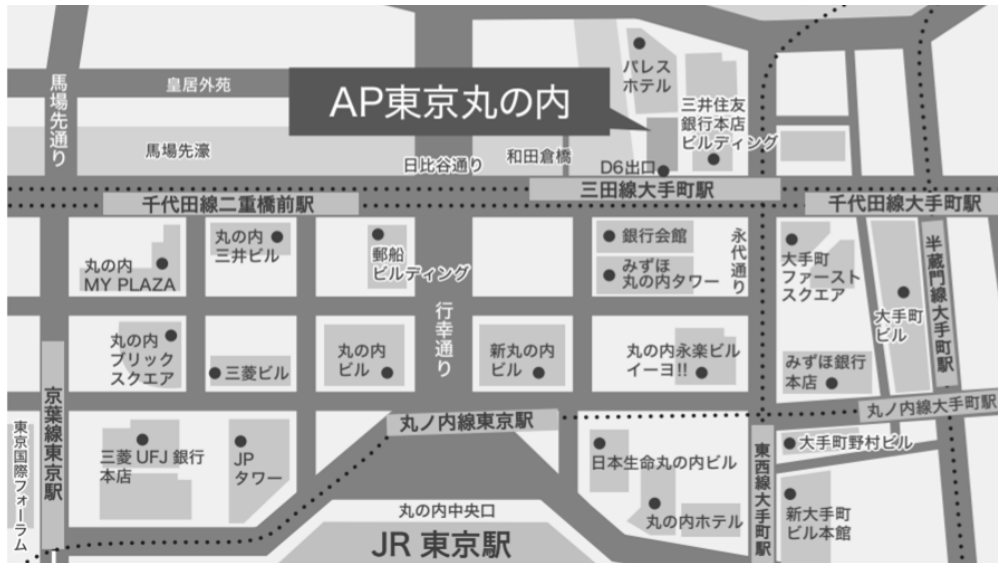 馬場先通り
皇居外苑
馬場先濠
AP東京丸の内
日比谷通り
和田倉橋
パレス
ホテル
三井住友
銀行本店
ビルディング
D6出口
千代田線二重橋前駅
三田線大手町駅
千代田線大手町駅
丸の内
MY PLAZA
丸の内
三井ビル
郵船
ビルディング
行幸通り
銀行会館
みずほ
丸の内タワー
永代通り
大手町
ファースト
スクエア
大手町
ビル
半蔵門線大手町駅
丸の内
ブリック
スクエア
三菱ビル
丸の内
ビル
新丸の内
ビル
丸の内永楽ビル
イーヨ!!
みずほ銀行
本店
京葉線東京駅
丸ノ内線東京駅
丸ノ内線大手町駅
東京国際フォーラム
三菱UFJ銀行
本店
JP
タワー
日本生命丸の内ビル
丸の内ホテル
東西線大手町駅
大手町野村ビル
新大手町
ビル本館
丸の内中央口
JR 東京駅